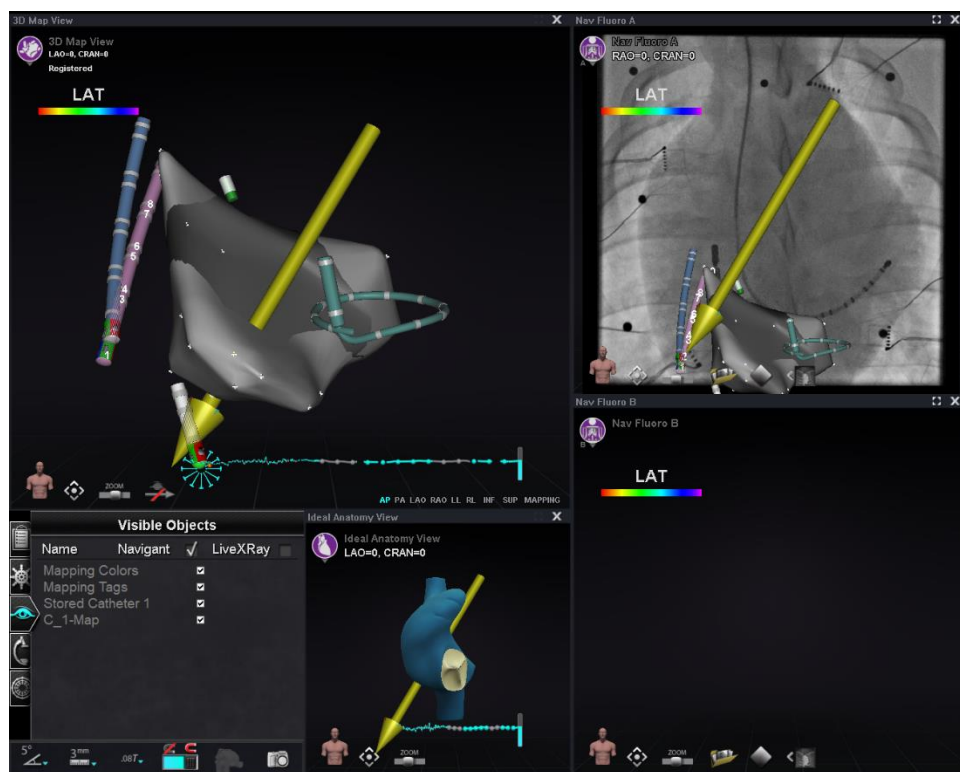 3D Map View
3D Map View
LAO=0, CRAN=0
Registered
LAT
8
7
6
5
4
3
1
ZOOM
AP PA LAO RAO LL RL INF SUP MAPPING
Nav Fluoro A
Nav Fluoro A
RAO=0, CRAN=0
A
LAT
Nav Fluoro B
Nav Fluoro B
B
LAT
ZOOM
Visible Objects
Name Navigant LiveXRay
Mapping Colors
Mapping Tags
Stored Catheter 1
C_1-Map
5°
3mm
.08T
Ideal Anatomy View
Ideal Anatomy View
LAO=0, CRAN=0
ZOOM